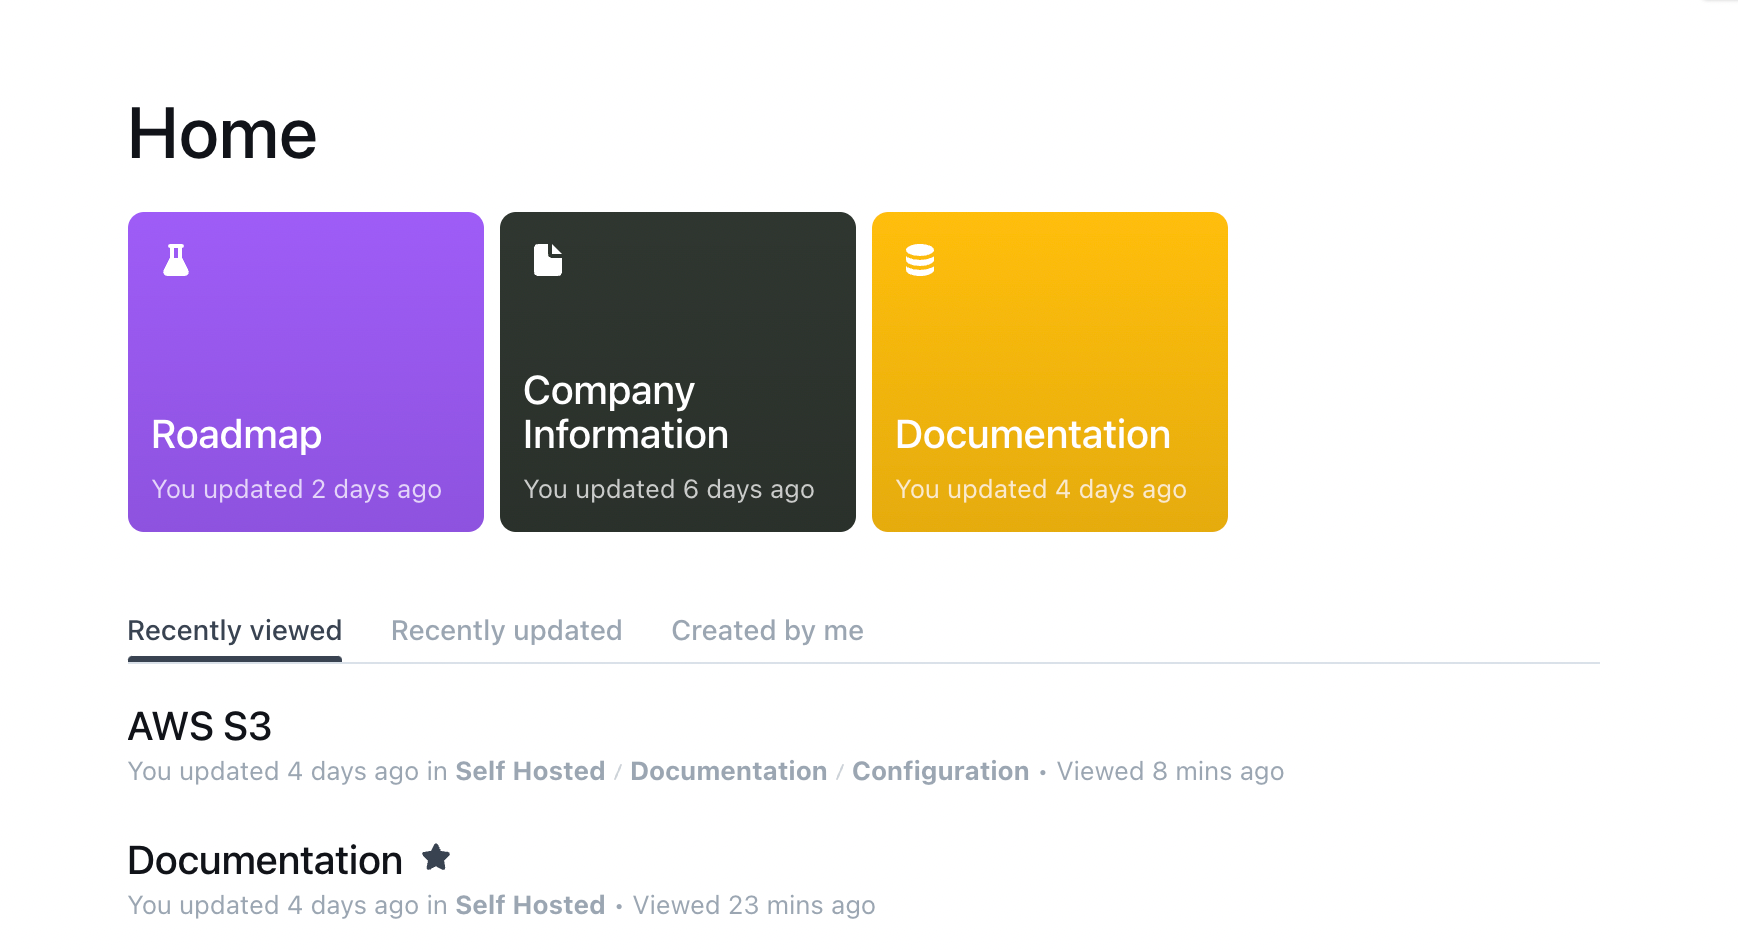 Home
Roadmap
You updated 2 days ago
Company
Information
You updated 6 days ago
Documentation
You updated 4 days ago
Recently viewed
Recently updated
Created by me
AWS S3
You updated 4 days ago in Self Hosted / Documentation / Configuration • Viewed 8 mins ago
Documentation
You updated 4 days ago in Self Hosted • Viewed 23 mins ago